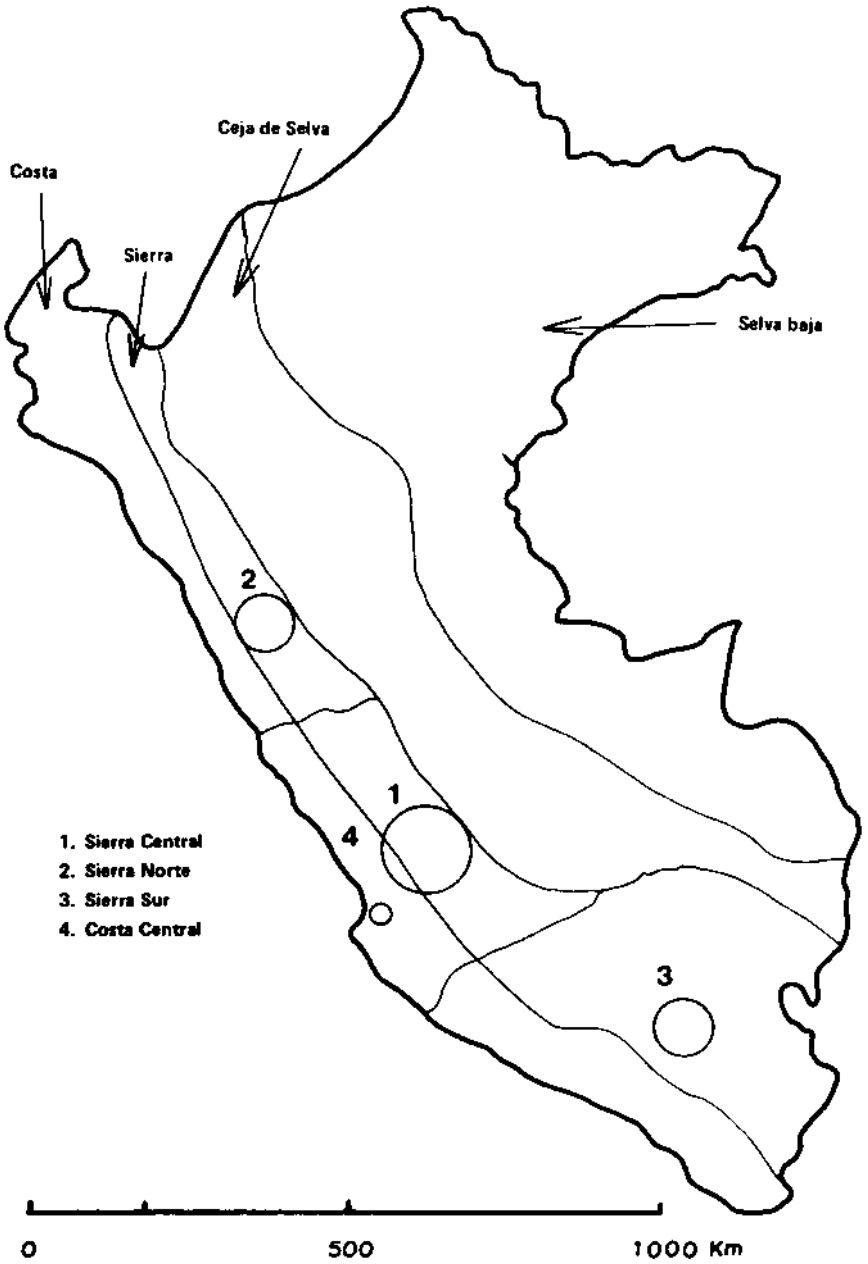 Ceja de Selva
Costa
Sierra
Selva baja
2
1
4
1. Sierra Central
2. Sierra Norte
3. Sierra Sur
4. Costa Central
3
0 500 1000 Km